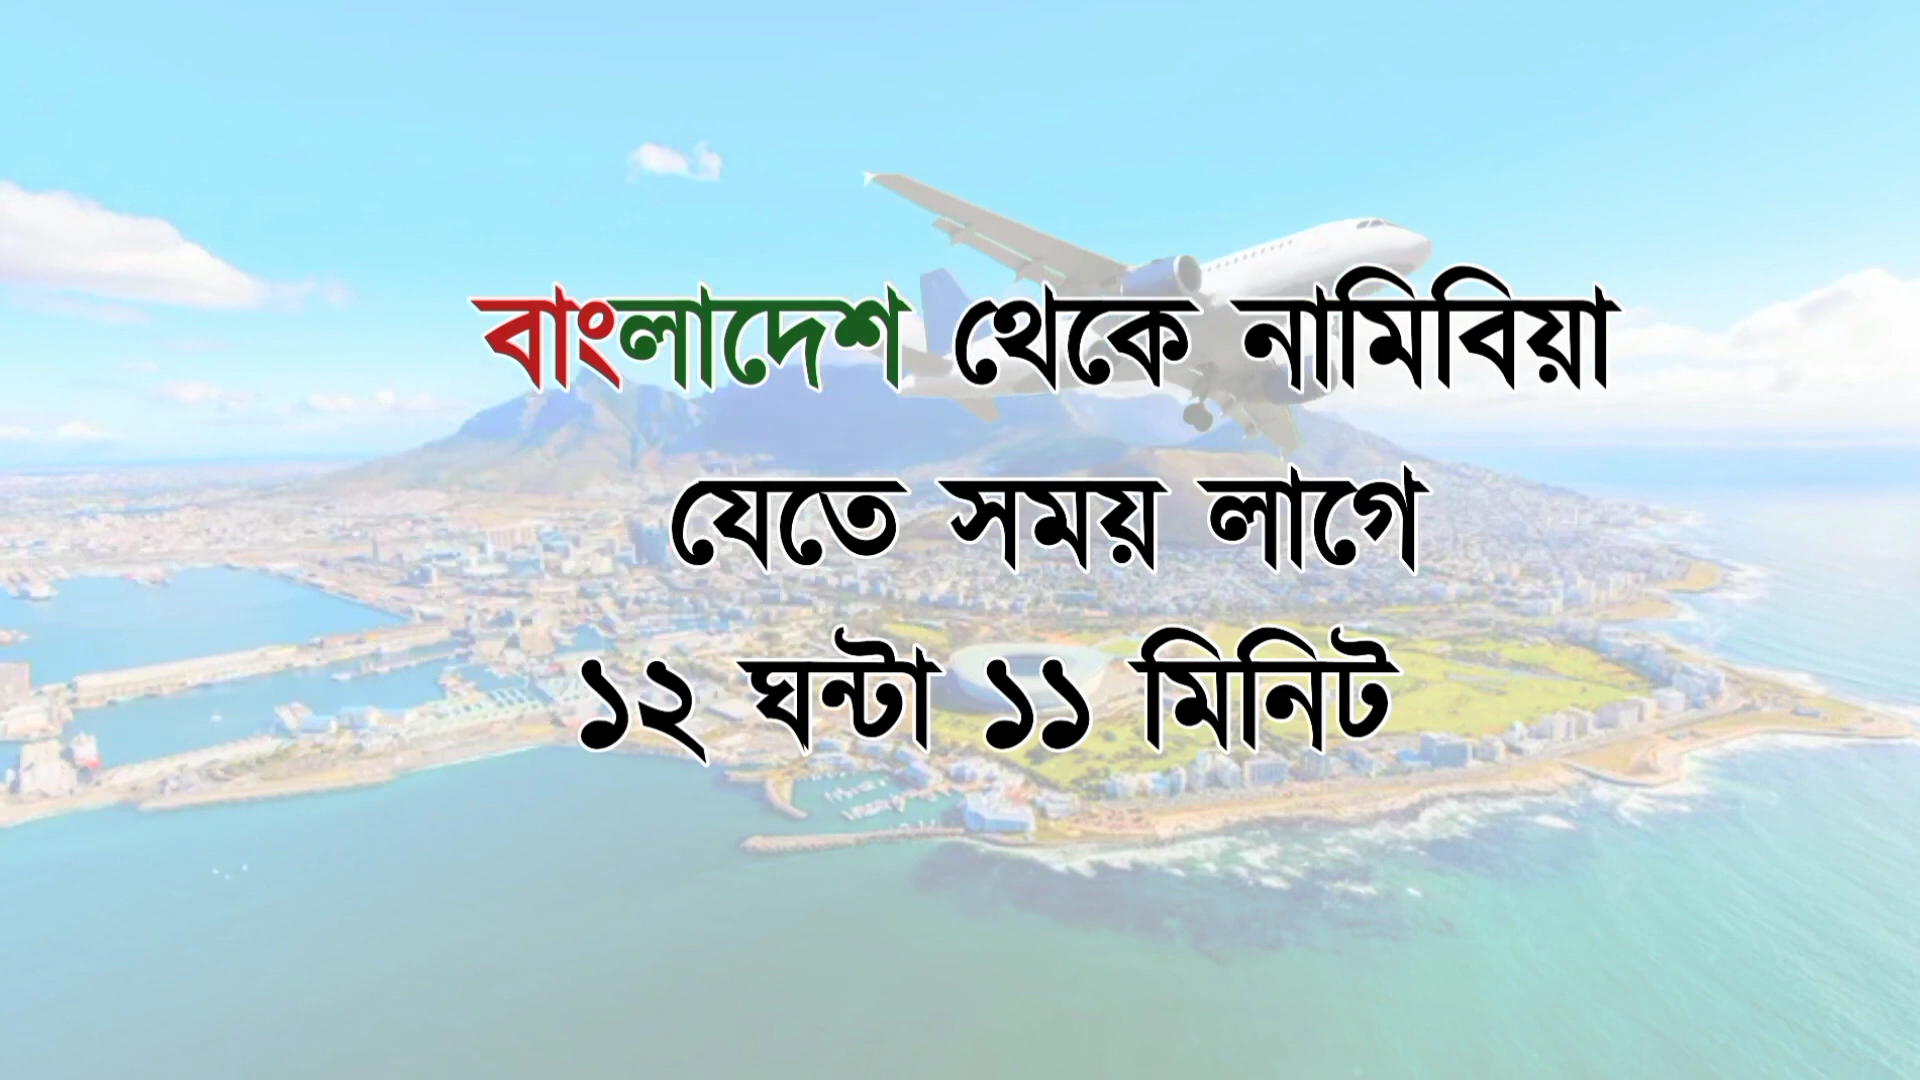 বাংলাদেশ থেকে নামিবিয়া
যেতে সময় লাগে
১২ ঘন্টা ১১ মিনিট